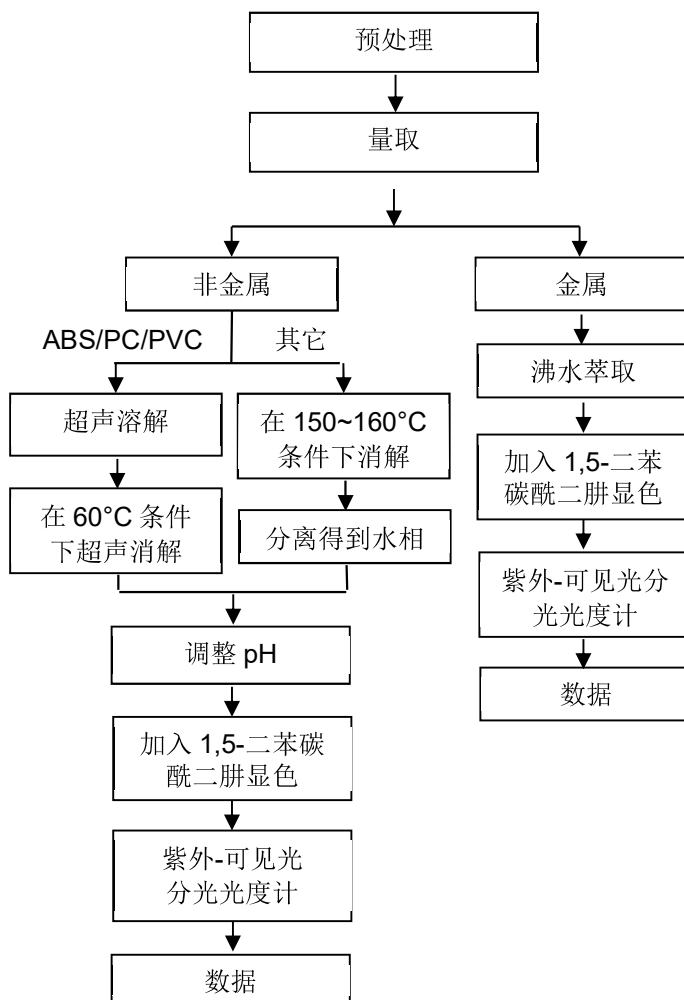 预处理
量取
非金属
金属
ABS/PC/PVC
其它
沸水萃取
超声溶解
在 150~160°C
条件下消解
加入 1,5-二苯
碳酰二肼显色
在 60°C 条件
下超声消解
分离得到水相
紫外-可见光分
光光度计
调整 pH
数据
加入 1,5-二苯碳
酰二肼显色
紫外-可见光
分光光度计
数据